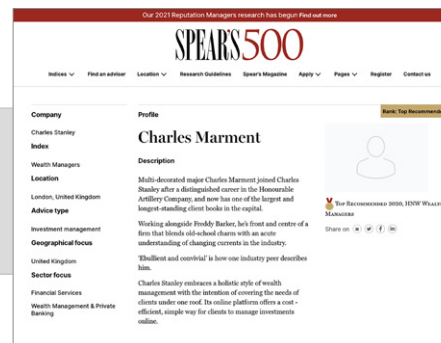 Our 2021 Reputation Managers research has begun Find out more
SPEAR'S 500
Indices Find an adviser Location Research Guidelines Spear's Magazine Apply Pages Register Contact us
Company
Charles Stanley
Index
Wealth Managers
Location
London, United Kingdom
Advice type
Investment management
Geographical focus
United Kingdom
Sector focus
Financial Services
Wealth Management & Private
Banking
Profile
Charles Marment
Description
Multi-decorated major Charles Marment joined Charles
Stanley after a distinguished career in the Honourable
Artillery Company, and now has one of the largest and
longest-standing client books in the capital.
Working alongside Freddy Barker, he's front and centre of a
firm that blends old-school charm with an acute
understanding of changing currents in the industry.
'Ebullient and convivial' is how one industry peer describes
him.
Charles Stanley embraces a holistic style of wealth
management with the intention of covering the needs of
clients under one roof. Its online platform offers a cost -
efficient, simple way for clients to manage investments
online.
Rank: Top Recommende
Top Recommended 2020, HNW Wealt
Managers
Share on